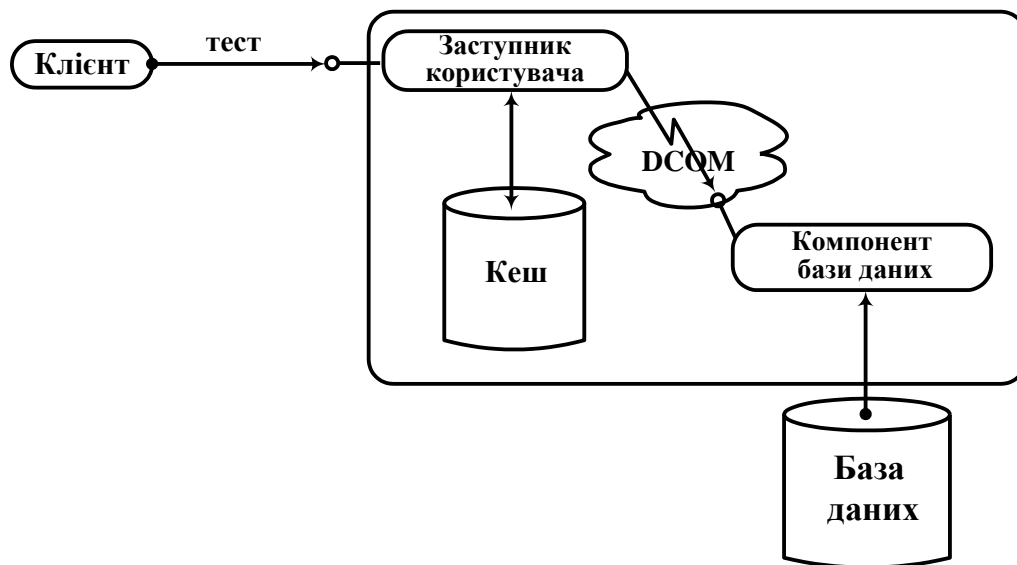 тест
Клієнт
Заступник
користувача
DCOM
Кеш
Компонент
бази даних
База
даних